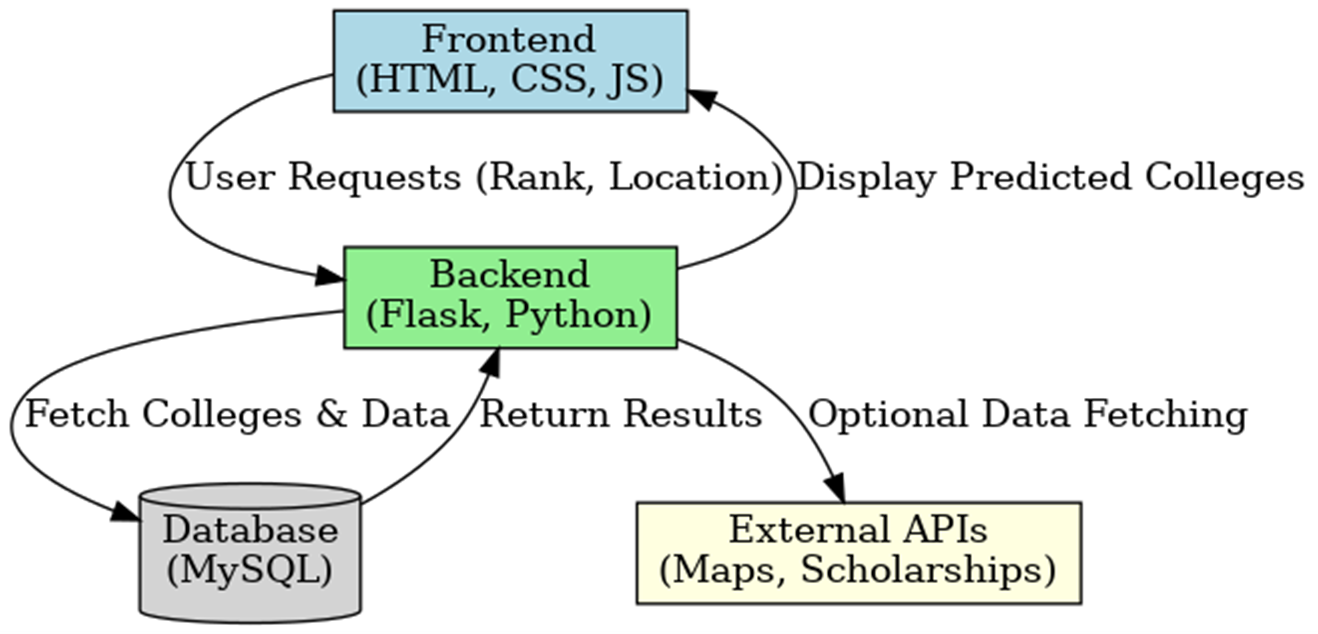 Frontend
(HTML, CSS, JS)
User Requests (Rank, Location)
Display Predicted Colleges
Backend
(Flask, Python)
Fetch Colleges & Data
Return Results
Optional Data Fetching
Database
(MySQL)
External APIs
(Maps, Scholarships)